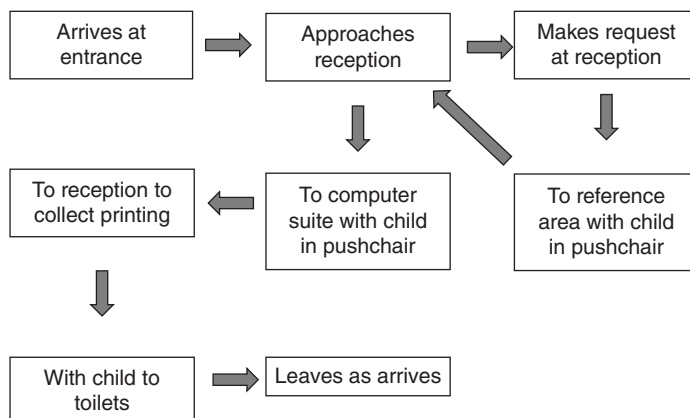 Arrives at
entrance
Approaches
reception
Makes request
at reception
To reception to
collect printing
To computer
suite with child
in pushchair
To reference
area with child
in pushchair
With child to
toilets
Leaves as arrives